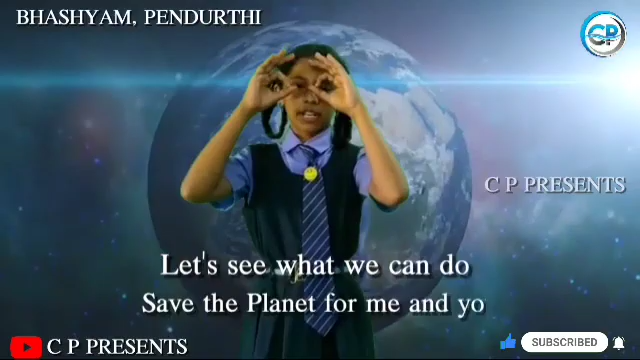 BHASHYAM, PENDURTHI
CP
C P PRESENTS
Let's see what we can do
Save the Planet for me and yo
C P PRESENTS
SUBSCRIBED